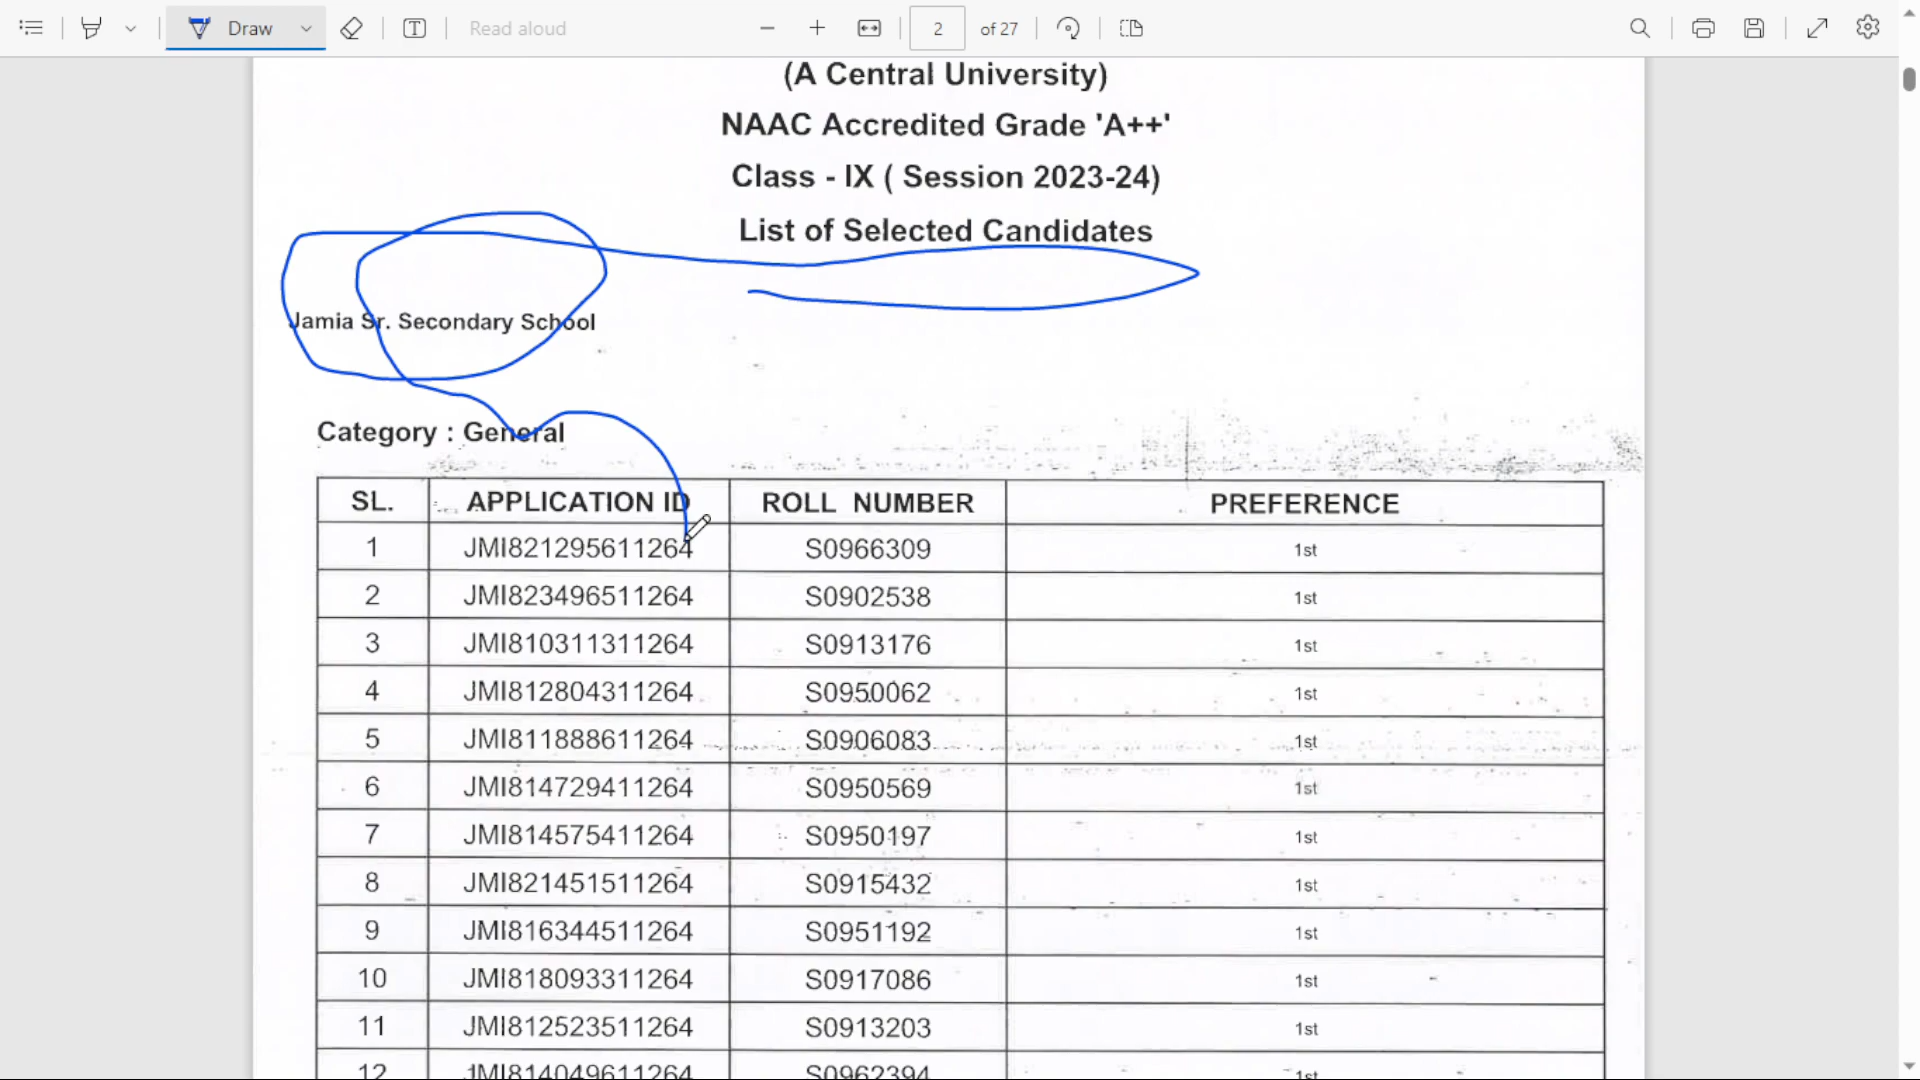 Draw
Read aloud
2 of 27
(A Central University)
NAAC Accredited Grade 'A++'
Class - IX ( Session 2023-24)
List of Selected Candidates
Jamia Sr. Secondary School
Category : General
SL. APPLICATION ID ROLL NUMBER PREFERENCE
1 JMI821295611264 S0966309 1st
2 JMI823496511264 S0902538 1st
3 JMI810311311264 S0913176 1st
4 JMI812804311264 S0950062 1st
5 JMI811888611264 S0906083 1st
6 JMI814729411264 S0950569 1st
7 JMI814575411264 S0950197 1st
8 JMI821451511264 S0915432 1st
9 JMI816344511264 S0951192 1st
10 JMI818093311264 S0917086 1st
11 JMI812523511264 S0913203 1st
12 JMI814049611264 S0962394 1st